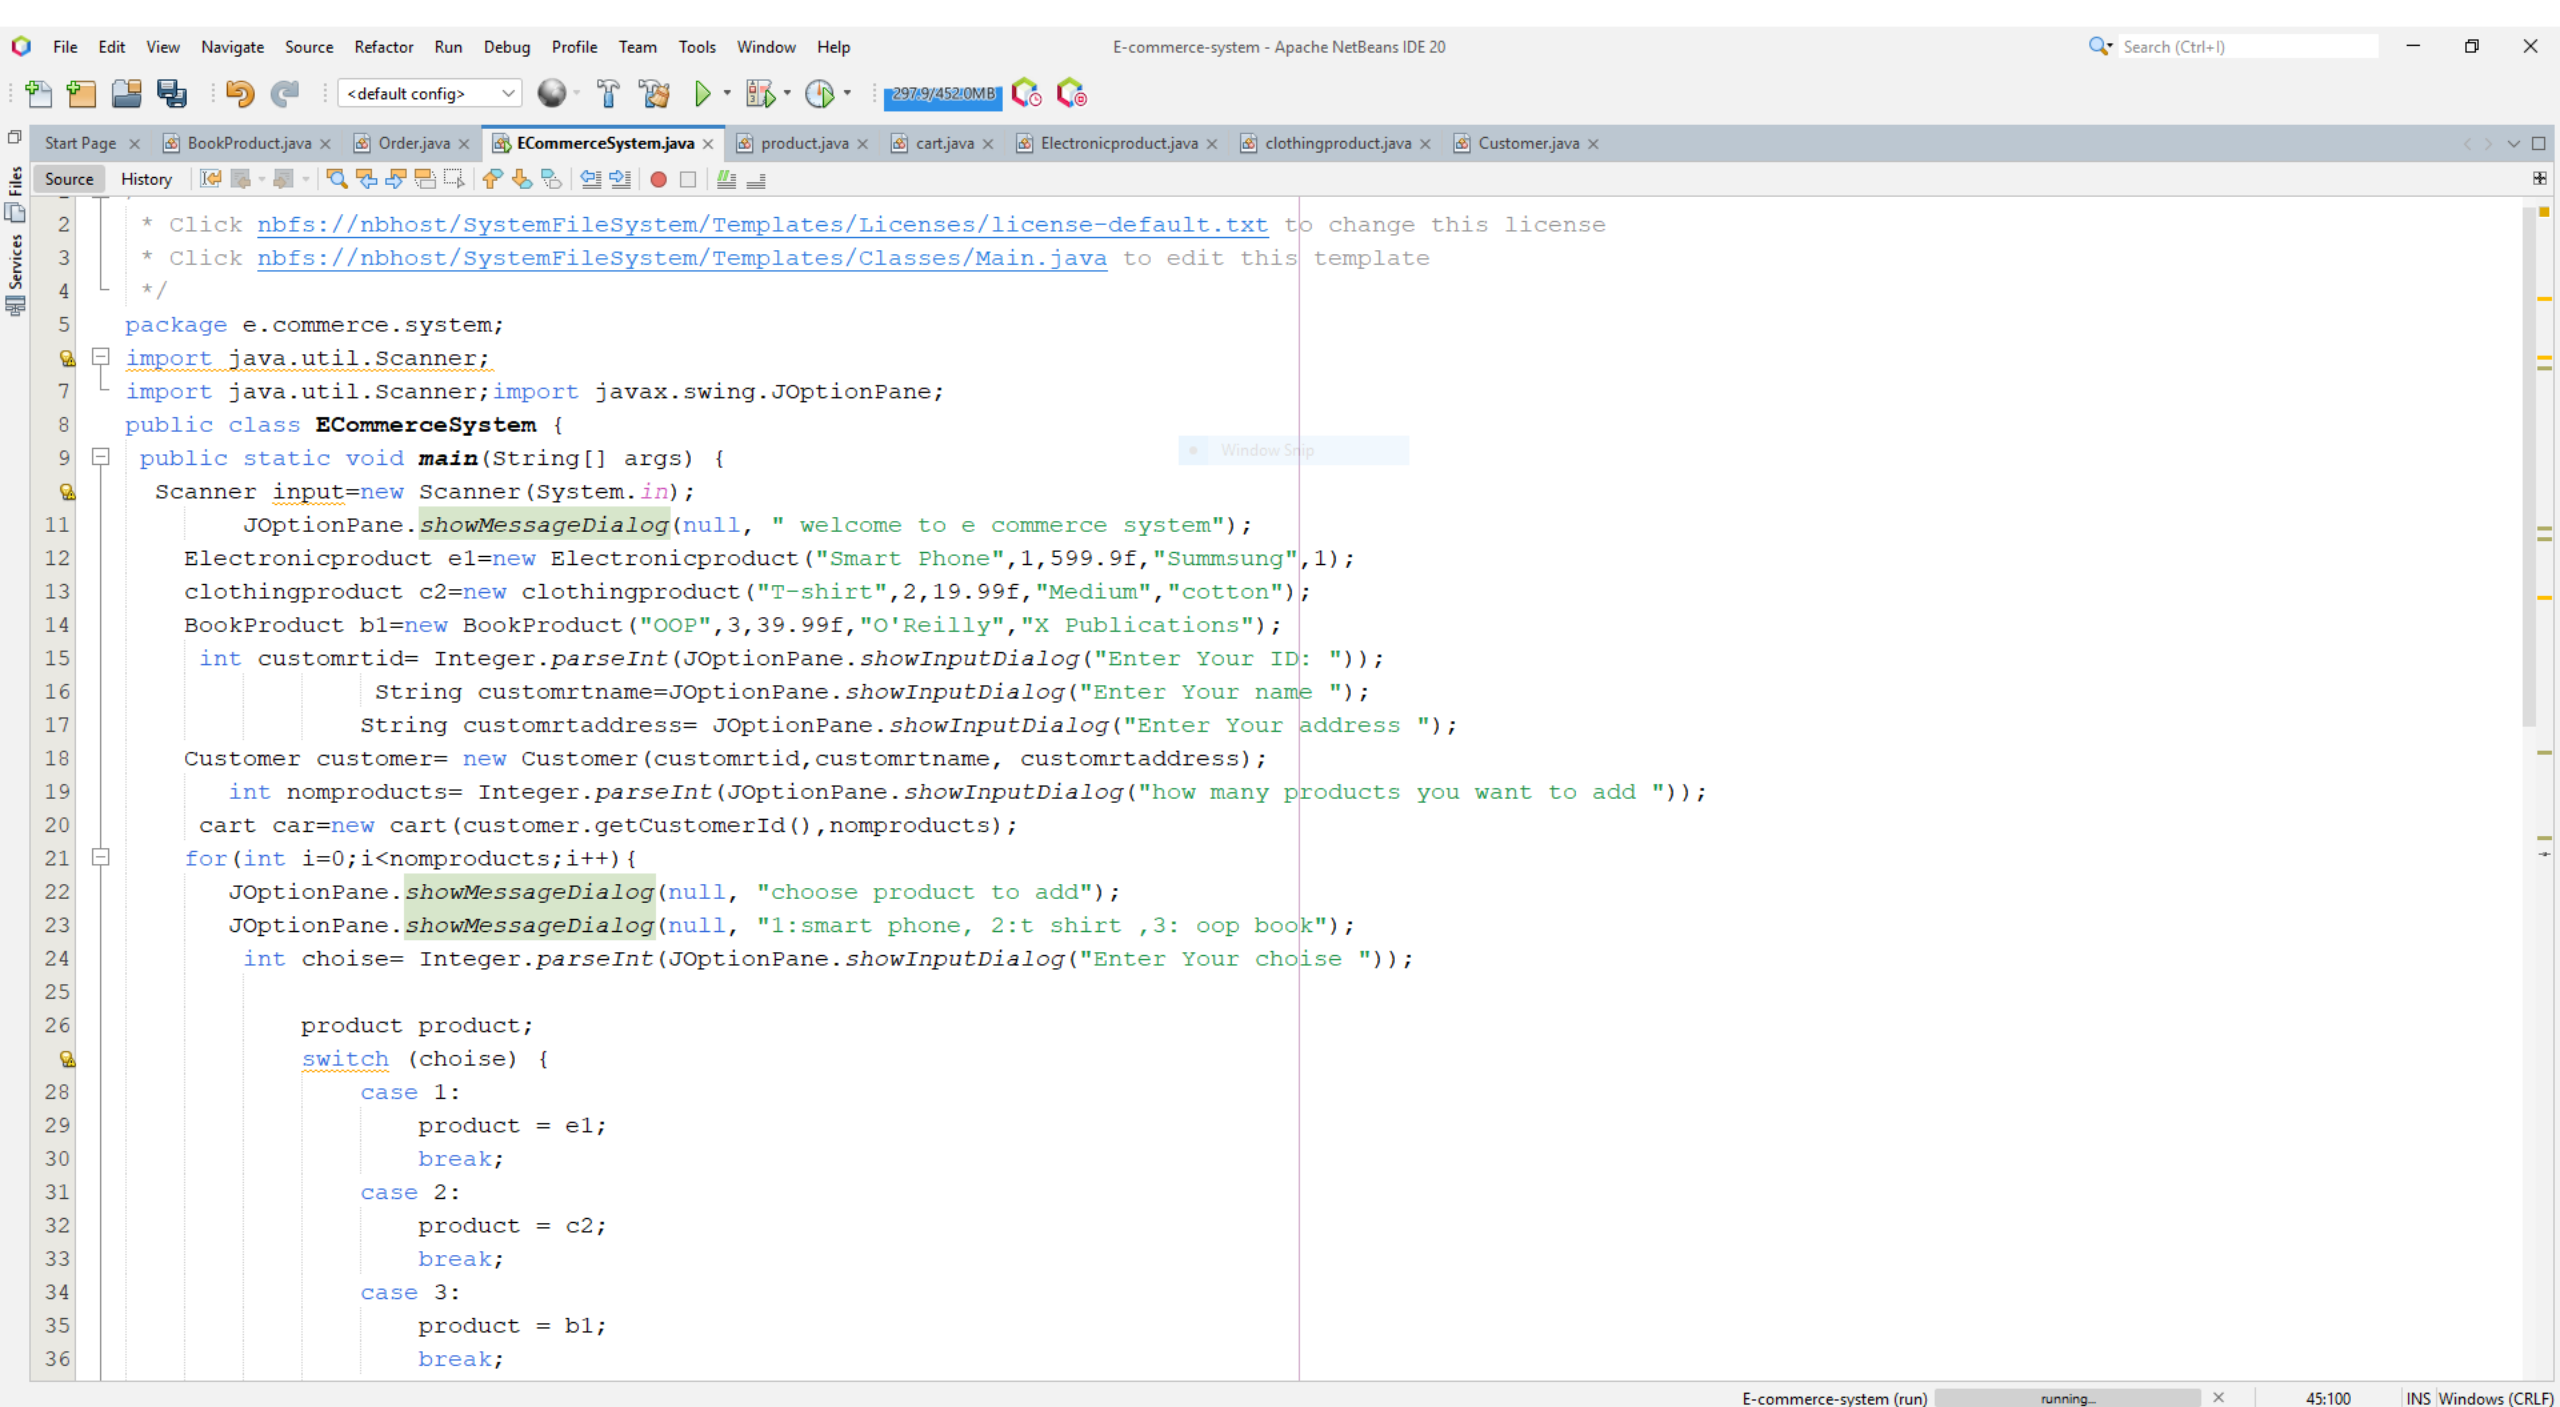 File Edit View Navigate Source Refactor Run Debug Profile Team Tools Window Help E-commerce-system - Apache NetBeans IDE 20 Search (Ctrl+I)
<default config> 297.9/452.0MB
Start Page BookProduct.java Order.java ECommerceSystem.java product.java cart.java Electronicproduct.java clothingproduct.java Customer.java
Files
Services
Source History
2 * Click nbfs://nbhost/SystemFileSystem/Templates/Licenses/license-default.txt to change this license
3 * Click nbfs://nbhost/SystemFileSystem/Templates/Classes/Main.java to edit this template
4 */
5 package e.commerce.system;
import java.util.Scanner;
7 import java.util.Scanner;import javax.swing.JOptionPane;
8 public class ECommerceSystem {
Window Snip
9 public static void main(String[] args) {
Scanner input=new Scanner(System.in);
11 JOptionPane.showMessageDialog(null, " welcome to e commerce system");
12 Electronicproduct e1=new Electronicproduct("Smart Phone",1,599.9f,"Summsung",1);
13 clothingproduct c2=new clothingproduct("T-shirt",2,19.99f,"Medium","cotton");
14 BookProduct b1=new BookProduct("OOP",3,39.99f,"O'Reilly","X Publications");
15 int customrtid= Integer.parseInt(JOptionPane.showInputDialog("Enter Your ID: "));
16 String customrtname=JOptionPane.showInputDialog("Enter Your name ");
17 String customrtaddress= JOptionPane.showInputDialog("Enter Your address ");
18 Customer customer= new Customer(customrtid,customrtname, customrtaddress);
19 int nomproducts= Integer.parseInt(JOptionPane.showInputDialog("how many products you want to add "));
20 cart car=new cart(customer.getCustomerId(),nomproducts);
21 for(int i=0;i<nomproducts;i++){
22 JOptionPane.showMessageDialog(null, "choose product to add");
23 JOptionPane.showMessageDialog(null, "1:smart phone, 2:t shirt ,3: oop book");
24 int choise= Integer.parseInt(JOptionPane.showInputDialog("Enter Your choise "));
25
26 product product;
switch (choise) {
28 case 1:
29 product = e1;
30 break;
31 case 2:
32 product = c2;
33 break;
34 case 3:
35 product = b1;
36 break;
E-commerce-system (run) running... 45:100 INS Windows (CRLF)